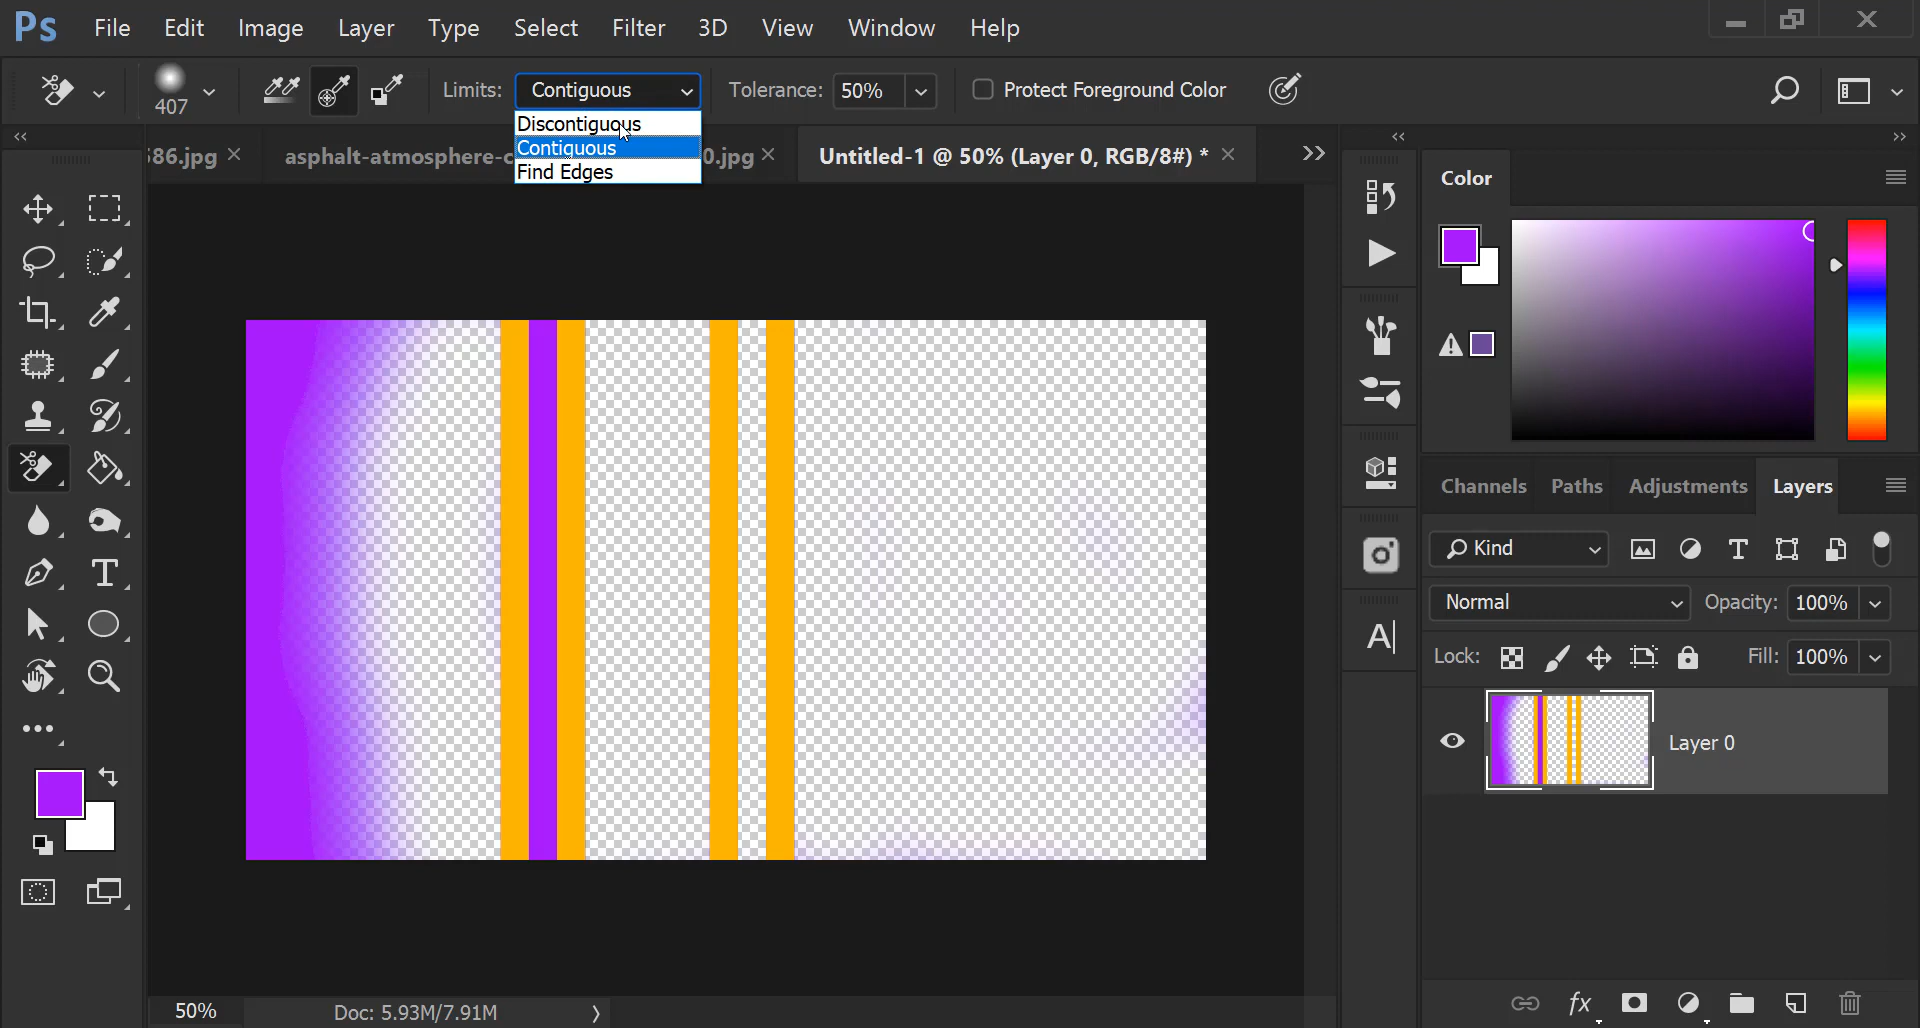 Ps File Edit Image Layer Type Select Filter 3D View Window Help
407 Limits: Contiguous Tolerance: 50% Protect Foreground Color
Discontiguous
Contiguous
Find Edges
586.jpg × asphalt-atmosphere-c 0.jpg × Untitled-1 @ 50% (Layer 0, RGB/8#) * ×
Color
Channels Paths Adjustments Layers
Kind
Normal Opacity: 100%
Lock: Fill: 100%
Layer 0
fx
50% Doc: 5.93M/7.91M